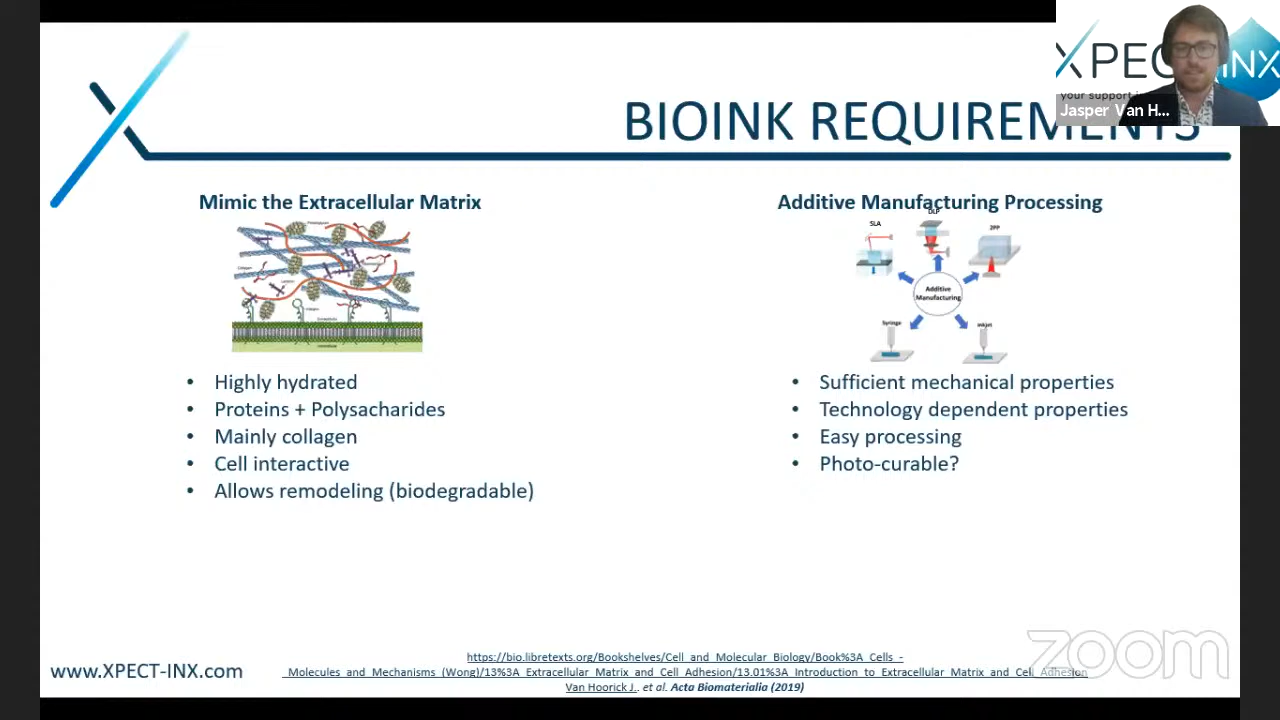 XPECT-INX
your support i
Jasper Van H...
BIOINK REQUIREMENTS
Mimic the Extracellular Matrix
Additive Manufacturing Processing
SLA
DLP
2PP
Additive
Manufacturing
Syringe
Inkjet
• Highly hydrated
• Proteins + Polysacharides
• Mainly collagen
• Cell interactive
• Allows remodeling (biodegradable)
• Sufficient mechanical properties
• Technology dependent properties
• Easy processing
• Photo-curable?
zoom
www.XPECT-INX.com
https://bio.libretexts.org/Bookshelves/Cell_and_Molecular_Biology/Book%3A_Cells_-
_Molecules_and_Mechanisms_(Wong)/13%3A_Extracellular_Matrix_and_Cell_Adhesion/13.01%3A_Introduction_to_Extracellular_Matrix_and_Cell_Adhesion
Van Hoorick J.. et al. Acta Biomaterialia (2019)